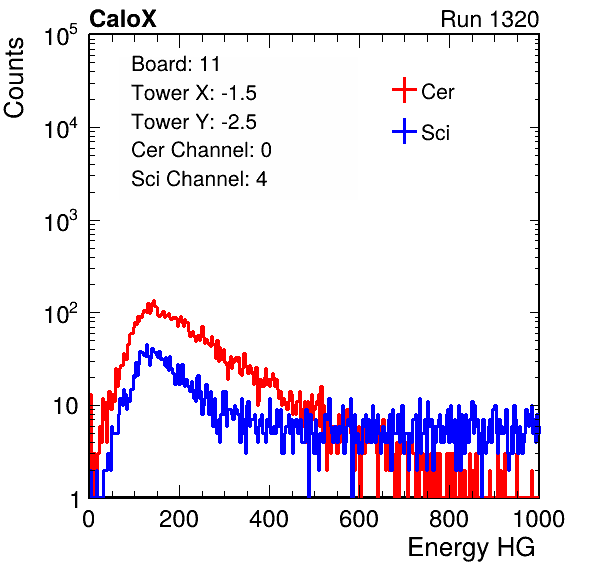 CaloX Run 1320
Counts
Board: 11
Tower X: -1.5
Tower Y: -2.5
Cer Channel: 0
Sci Channel: 4
Cer
Sci
10^5
10^4
10^3
10^2
10
1
0 200 400 600 800 1000
Energy HG